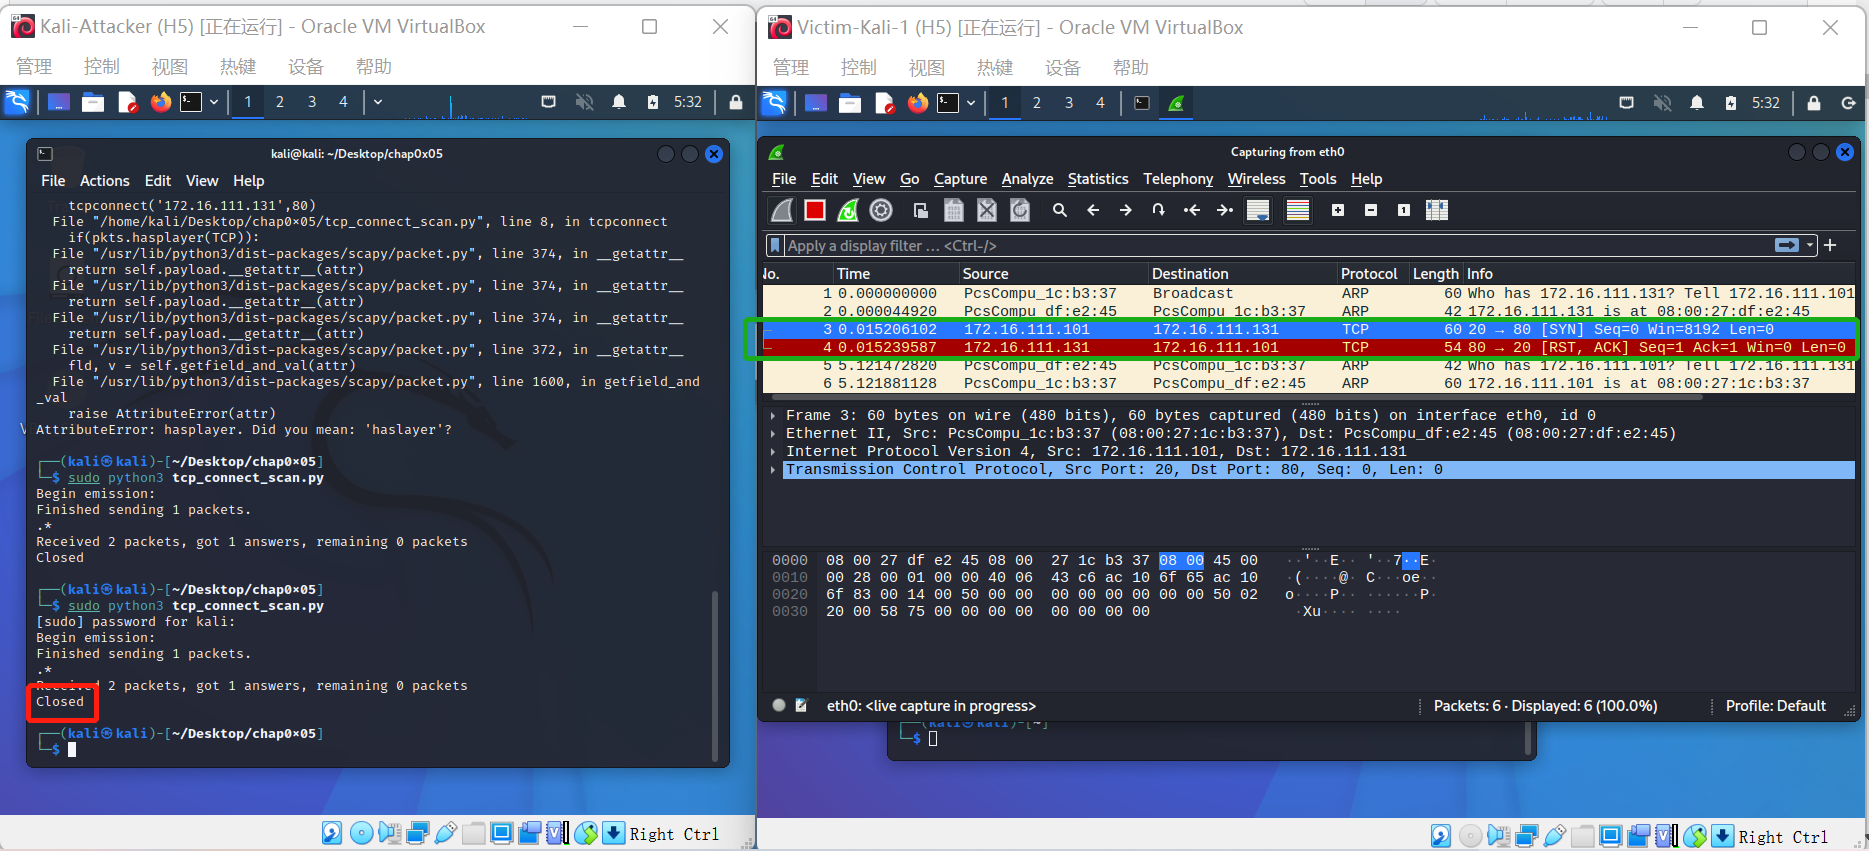 Kali-Attacker (H5) [正在运行] - Oracle VM VirtualBox
管理 控制 视图 热键 设备 帮助
1 2 3 4 5:32
kali@kali: ~/Desktop/chap0x05
File Actions Edit View Help
tcpconnect('172.16.111.131',80)
File "/home/kali/Desktop/chap0×05/tcp_connect_scan.py", line 8, in tcpconnect
if(pkts.hasplayer(TCP)):
File "/usr/lib/python3/dist-packages/scapy/packet.py", line 374, in __getattr__
return self.payload.__getattr__(attr)
File "/usr/lib/python3/dist-packages/scapy/packet.py", line 374, in __getattr__
return self.payload.__getattr__(attr)
File "/usr/lib/python3/dist-packages/scapy/packet.py", line 374, in __getattr__
return self.payload.__getattr__(attr)
File "/usr/lib/python3/dist-packages/scapy/packet.py", line 372, in __getattr__
fld, v = self.getfield_and_val(attr)
File "/usr/lib/python3/dist-packages/scapy/packet.py", line 1600, in getfield_and
_val
raise AttributeError(attr)
AttributeError: hasplayer. Did you mean: 'haslayer'?
┌──(kali㉿kali)-[~/Desktop/chap0×05]
└─$ sudo python3 tcp_connect_scan.py
Begin emission:
Finished sending 1 packets.
.*
Received 2 packets, got 1 answers, remaining 0 packets
Closed
┌──(kali㉿kali)-[~/Desktop/chap0×05]
└─$ sudo python3 tcp_connect_scan.py
[sudo] password for kali:
Begin emission:
Finished sending 1 packets.
.*
Received 2 packets, got 1 answers, remaining 0 packets
Closed
┌──(kali㉿kali)-[~/Desktop/chap0×05]
└─$
Right Ctrl
Victim-Kali-1 (H5) [正在运行] - Oracle VM VirtualBox
管理 控制 视图 热键 设备 帮助
1 2 3 4 5:32
Capturing from eth0
File Edit View Go Capture Analyze Statistics Telephony Wireless Tools Help
Apply a display filter ... <Ctrl-/>
No. Time Source Destination Protocol Length Info
1 0.000000000 PcsCompu_1c:b3:37 Broadcast ARP 60 Who has 172.16.111.131? Tell 172.16.111.101
2 0.000044920 PcsCompu_df:e2:45 PcsCompu_1c:b3:37 ARP 42 172.16.111.131 is at 08:00:27:df:e2:45
3 0.015206102 172.16.111.101 172.16.111.131 TCP 60 20 → 80 [SYN] Seq=0 Win=8192 Len=0
4 0.015239587 172.16.111.131 172.16.111.101 TCP 54 80 → 20 [RST, ACK] Seq=1 Ack=1 Win=0 Len=0
5 5.121472820 PcsCompu_df:e2:45 PcsCompu_1c:b3:37 ARP 42 Who has 172.16.111.101? Tell 172.16.111.131
6 5.121881128 PcsCompu_1c:b3:37 PcsCompu_df:e2:45 ARP 60 172.16.111.101 is at 08:00:27:1c:b3:37
Frame 3: 60 bytes on wire (480 bits), 60 bytes captured (480 bits) on interface eth0, id 0
Ethernet II, Src: PcsCompu_1c:b3:37 (08:00:27:1c:b3:37), Dst: PcsCompu_df:e2:45 (08:00:27:df:e2:45)
Internet Protocol Version 4, Src: 172.16.111.101, Dst: 172.16.111.131
Transmission Control Protocol, Src Port: 20, Dst Port: 80, Seq: 0, Len: 0
0000 08 00 27 df e2 45 08 00 27 1c b3 37 08 00 45 00 ··'··E·· '··7··E·
0010 00 28 00 01 00 00 40 06 43 c6 ac 10 6f 65 ac 10 ·(····@· C···oe··
0020 6f 83 00 14 00 50 00 00 00 00 00 00 00 00 50 02 o····P·· ······P·
0030 20 00 58 75 00 00 00 00 00 00 00 00 ·Xu···· ····
eth0: <live capture in progress> Packets: 6 · Displayed: 6 (100.0%) Profile: Default
┌──(kali㉿kali)-[~]
└─$
Right Ctrl